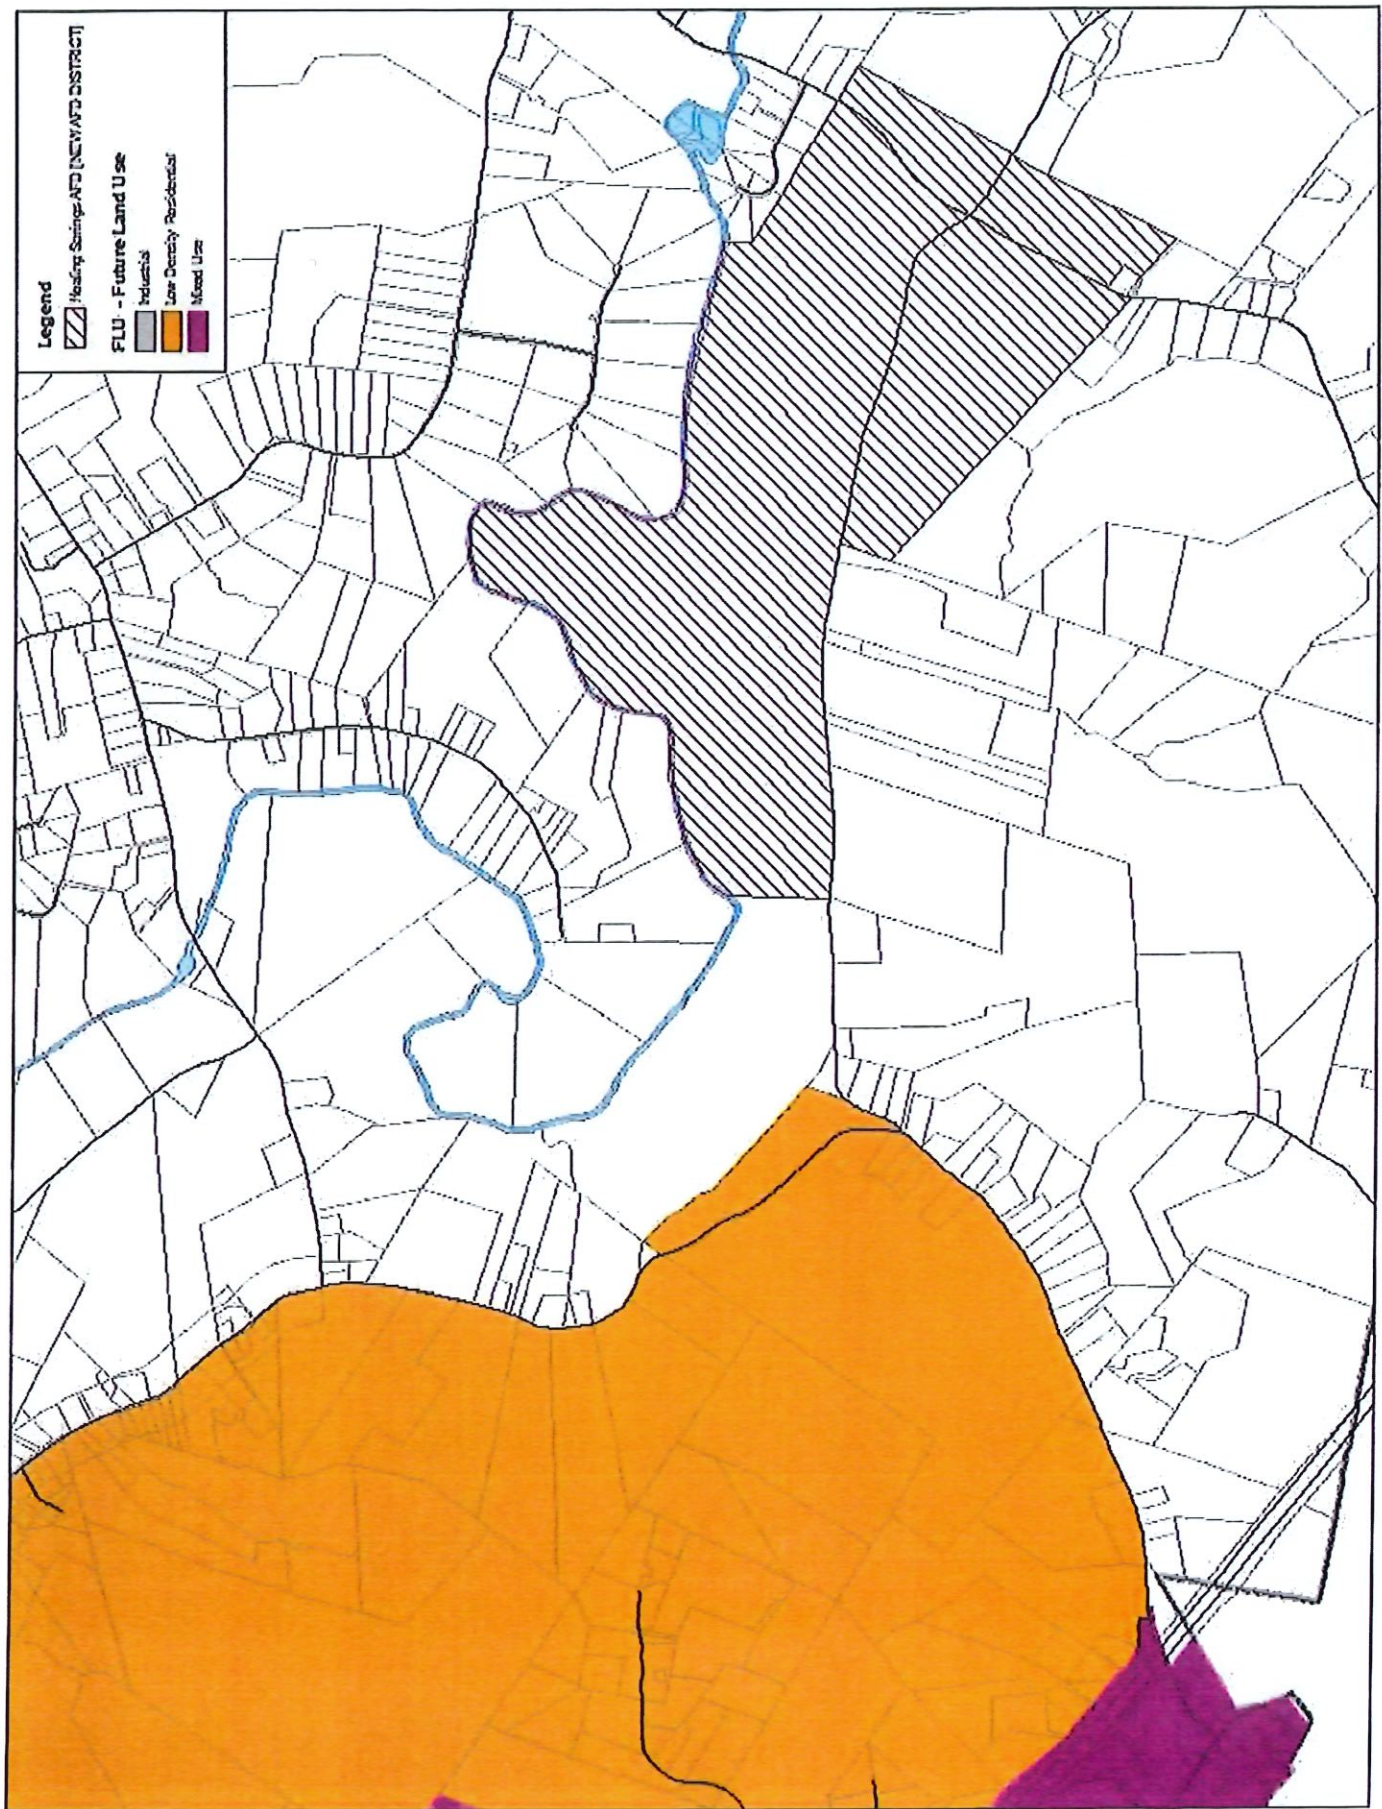 Legend
Healing Springs AFD [NEW AFD DISTRICT]
FLU - Future Land Use
Industrial
Low Density Residential
Mixed Use